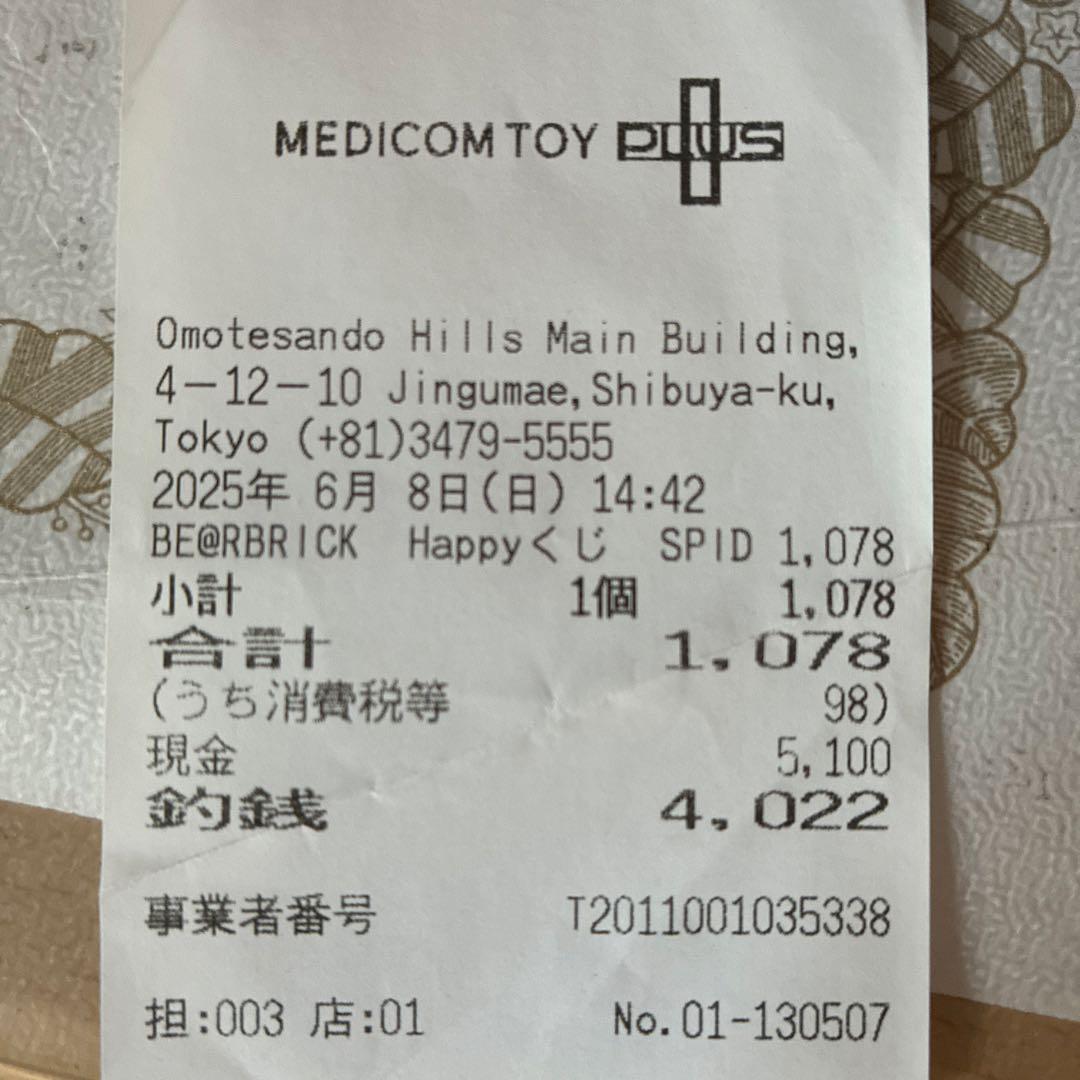 MEDICOM TOY PLUS
Omotesando Hills Main Building,
4－12－10 Jingumae,Shibuya-ku,
Tokyo (+81)3479-5555
2025年 6月 8日(日) 14:42
BE@RBRICK Happyくじ SPID 1,078
小計 1個 1,078
合計 1,078
(うち消費税等 98)
現金 5,100
釣銭 4,022
事業者番号 T2011001035338
担:003 店:01 No.01-130507